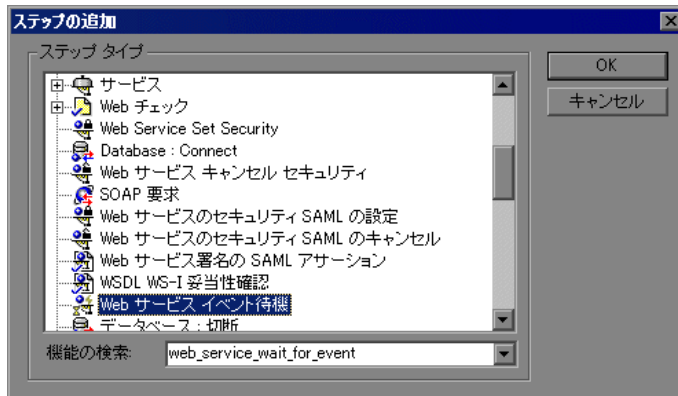 ステップの追加
ステップ タイプ
OK
キャンセル
サービス
Web チェック
Web Service Set Security
Database : Connect
Web サービス キャンセル セキュリティ
SOAP 要求
Web サービスのセキュリティ SAML の設定
Web サービスのセキュリティ SAML のキャンセル
Web サービス署名の SAML アサーション
WSDL WS-I 妥当性確認
Web サービス イベント待機
データベース : 切断
機能の検索:
web_service_wait_for_event